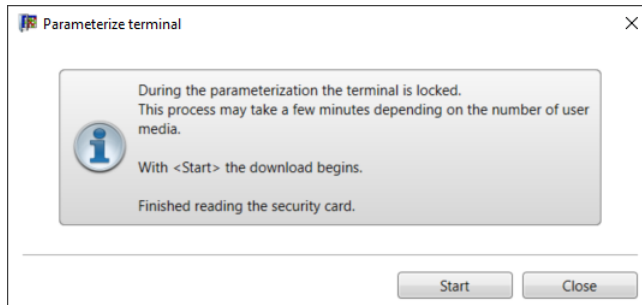 Parameterize terminal
During the parameterization the terminal is locked.
This process may take a few minutes depending on the number of user
media.
With <Start> the download begins.
Finished reading the security card.
Start
Close